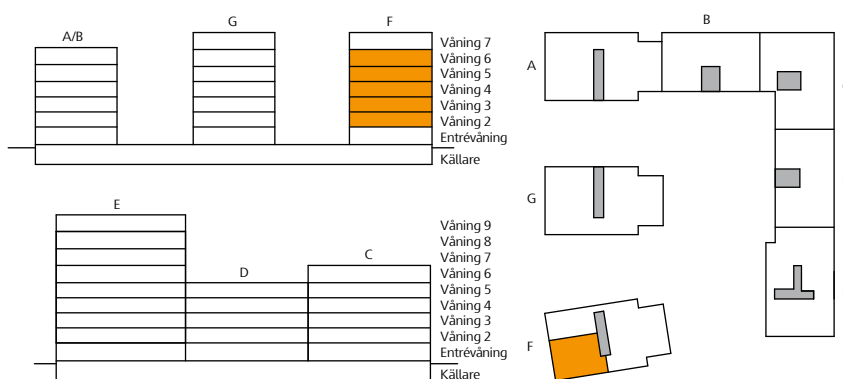 A/B
G
F
Våning 7
Våning 6
Våning 5
Våning 4
Våning 3
Våning 2
Entrévåning
Källare
E
D
C
Våning 9
Våning 8
Våning 7
Våning 6
Våning 5
Våning 4
Våning 3
Våning 2
Entrévåning
Källare
B
A
G
F